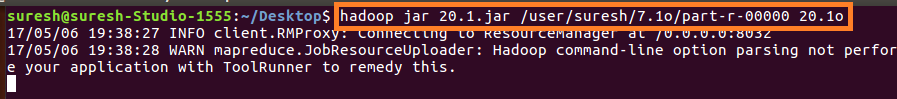 suresh@suresh-Studio-1555:~/Desktop$ hadoop jar 20.1.jar /user/suresh/7.1o/part-r-00000 20.1o
17/05/06 19:38:27 INFO client.RMProxy: Connecting to ResourceManager at /0.0.0.0:8032
17/05/06 19:38:28 WARN mapreduce.JobResourceUploader: Hadoop command-line option parsing not perfor
e your application with ToolRunner to remedy this.